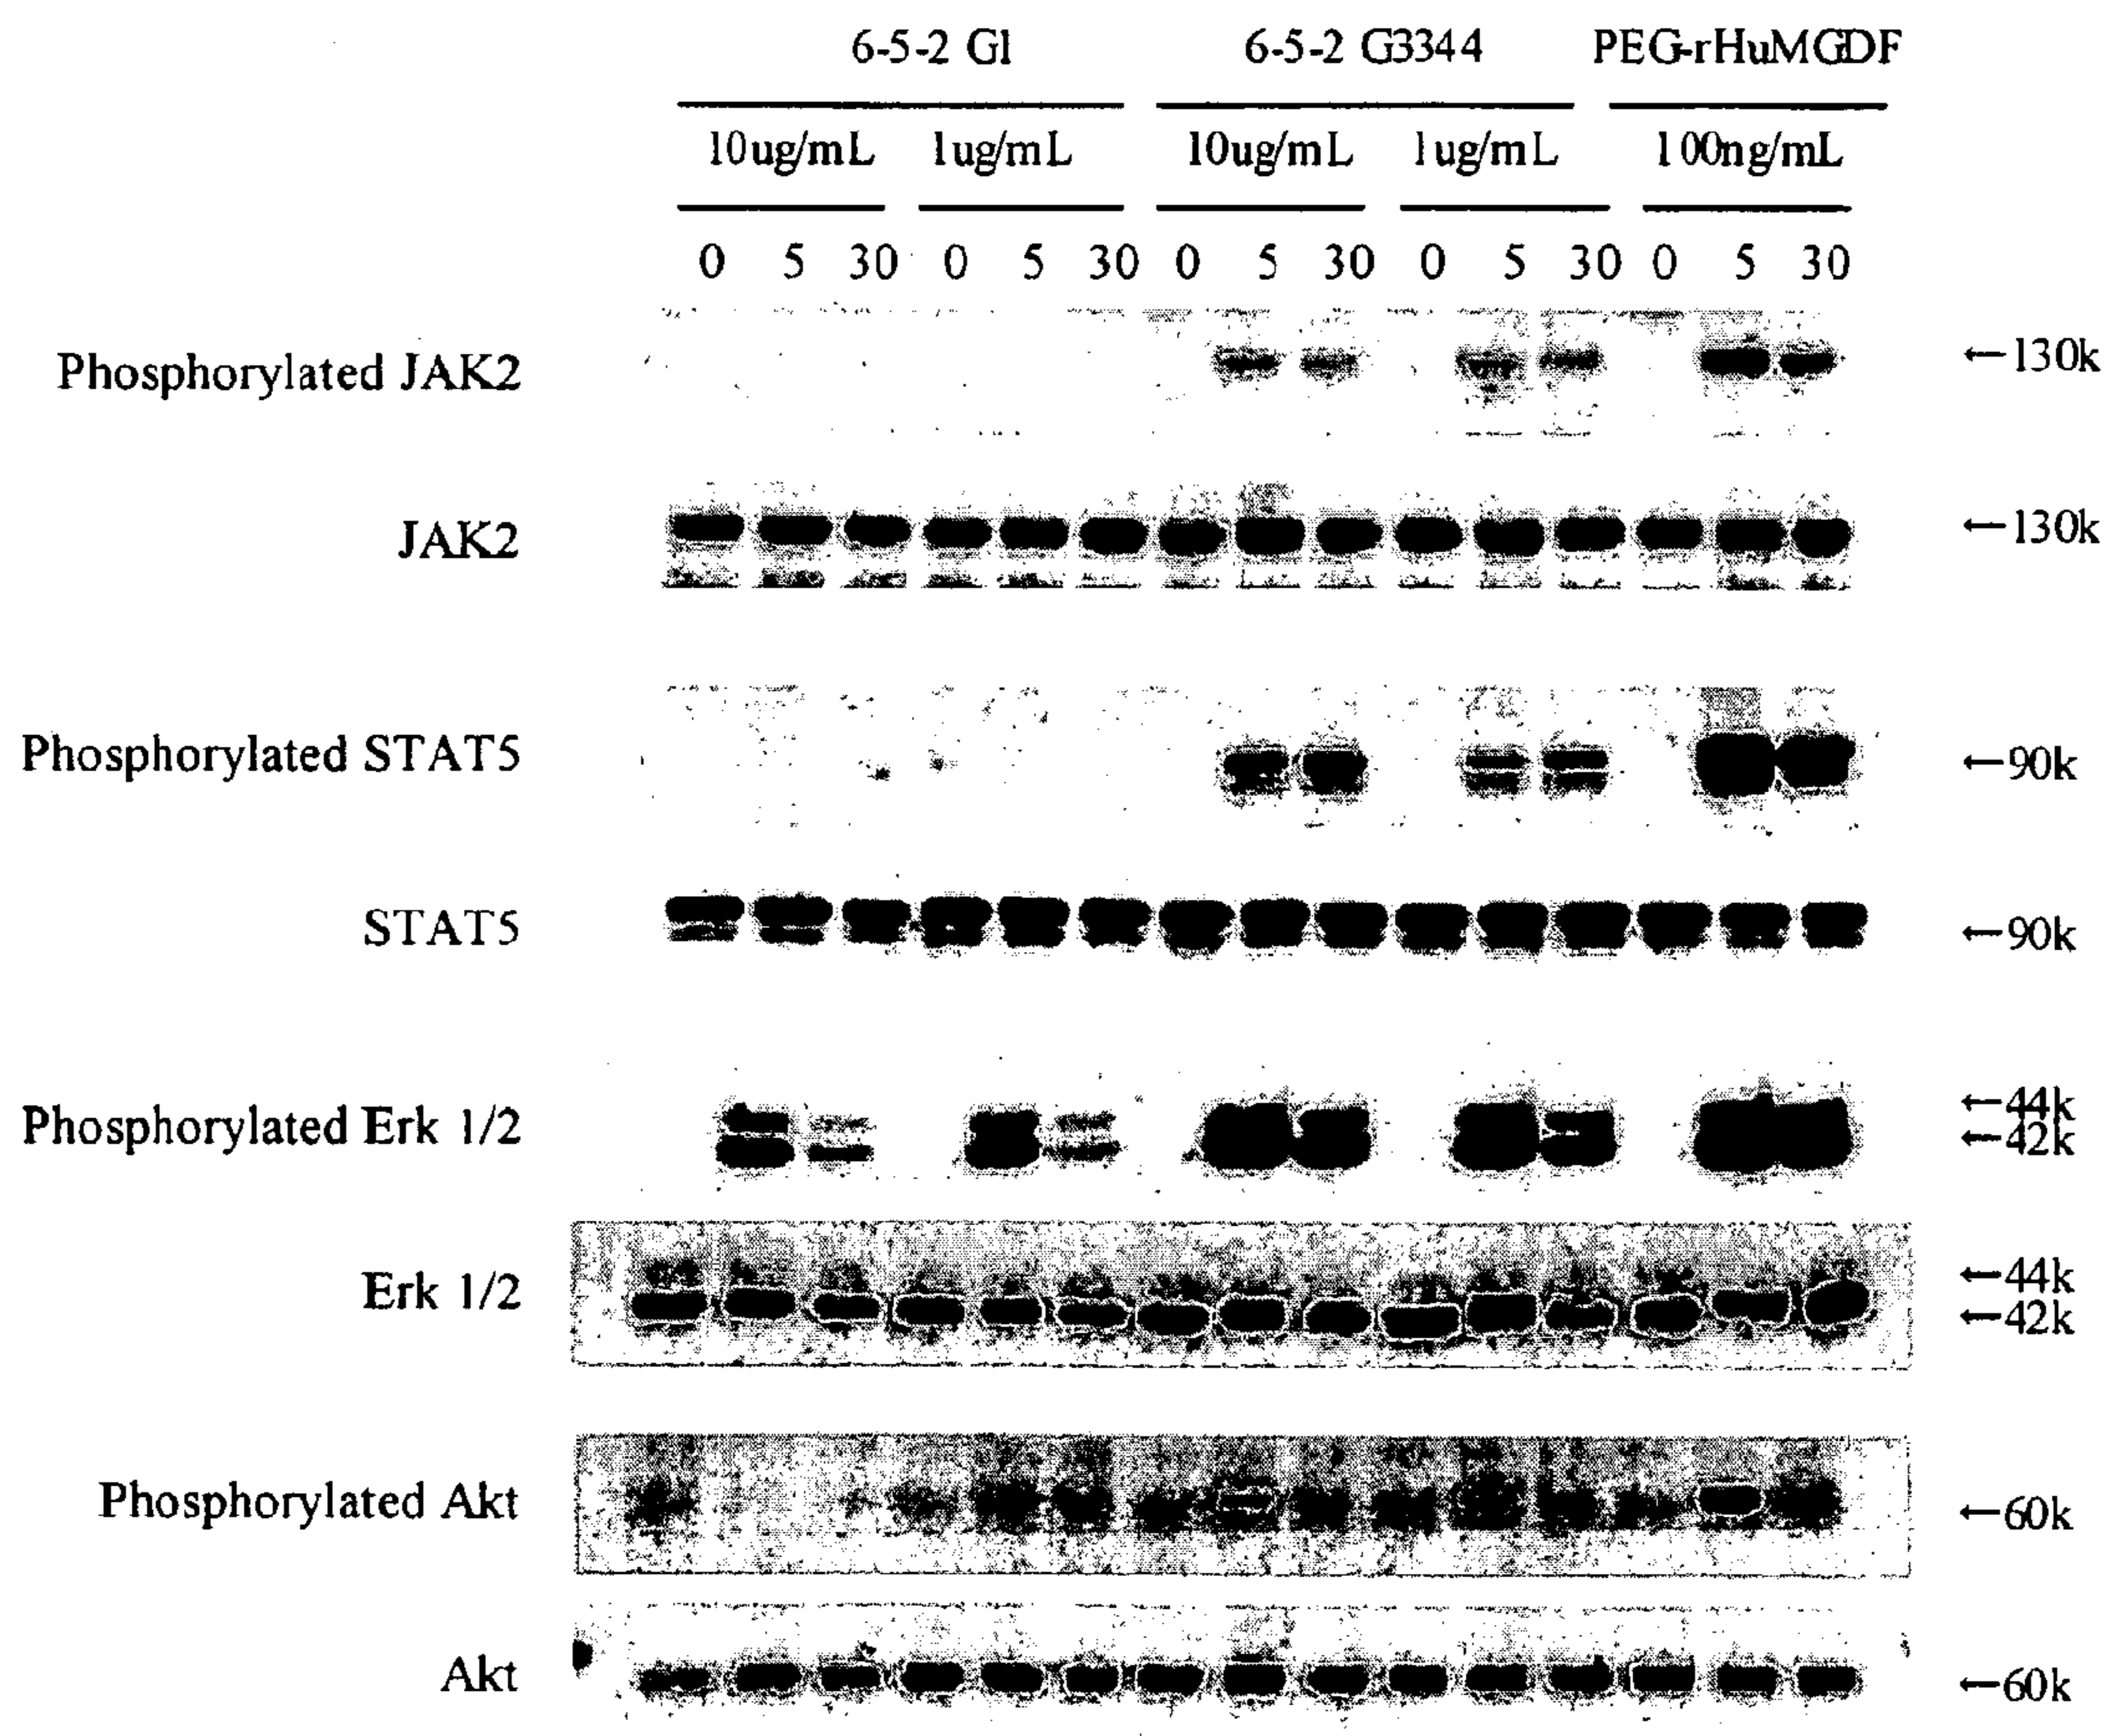 6-5-2 G1 6-5-2 G3344 PEG-rHuMGDF
10ug/mL 1ug/mL 10ug/mL 1ug/mL 100ng/mL
0 5 30 0 5 30 0 5 30 0 5 30 0 5 30
Phosphorylated JAK2 ←130k
JAK2 ←130k
Phosphorylated STAT5 ←90k
STAT5 ←90k
←44k
Phosphorylated Erk 1/2 ←42k
←44k
Erk 1/2 ←42k
Phosphorylated Akt ←60k
Akt ←60k